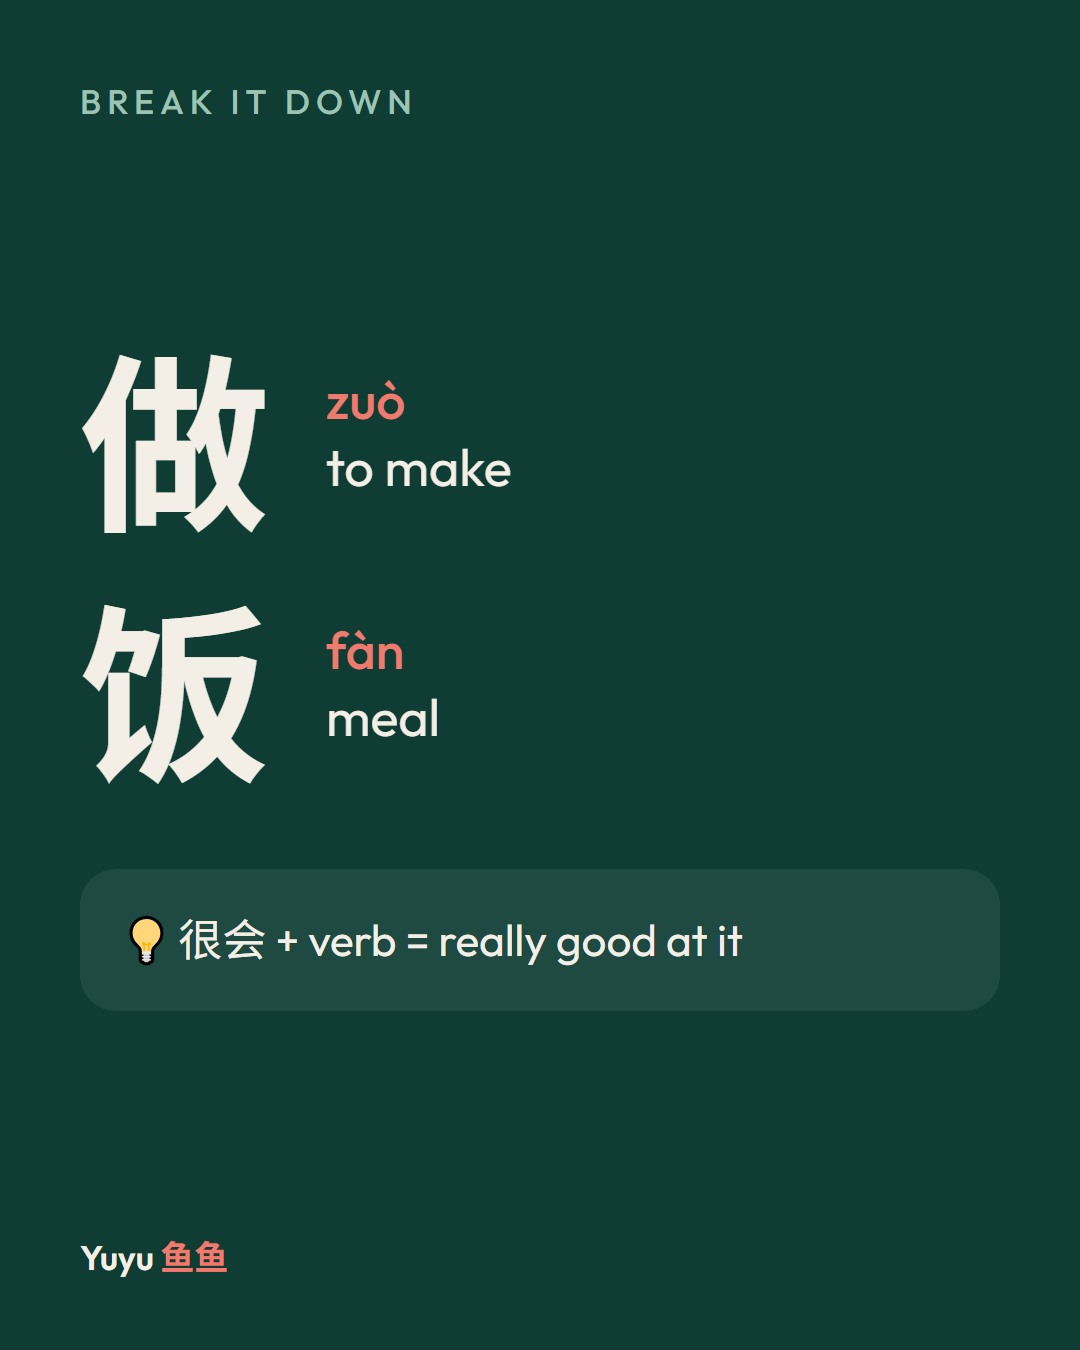 BREAK IT DOWN
做
zuò
to make
饭
fàn
meal
💡 很会 + verb = really good at it
Yuyu 鱼鱼